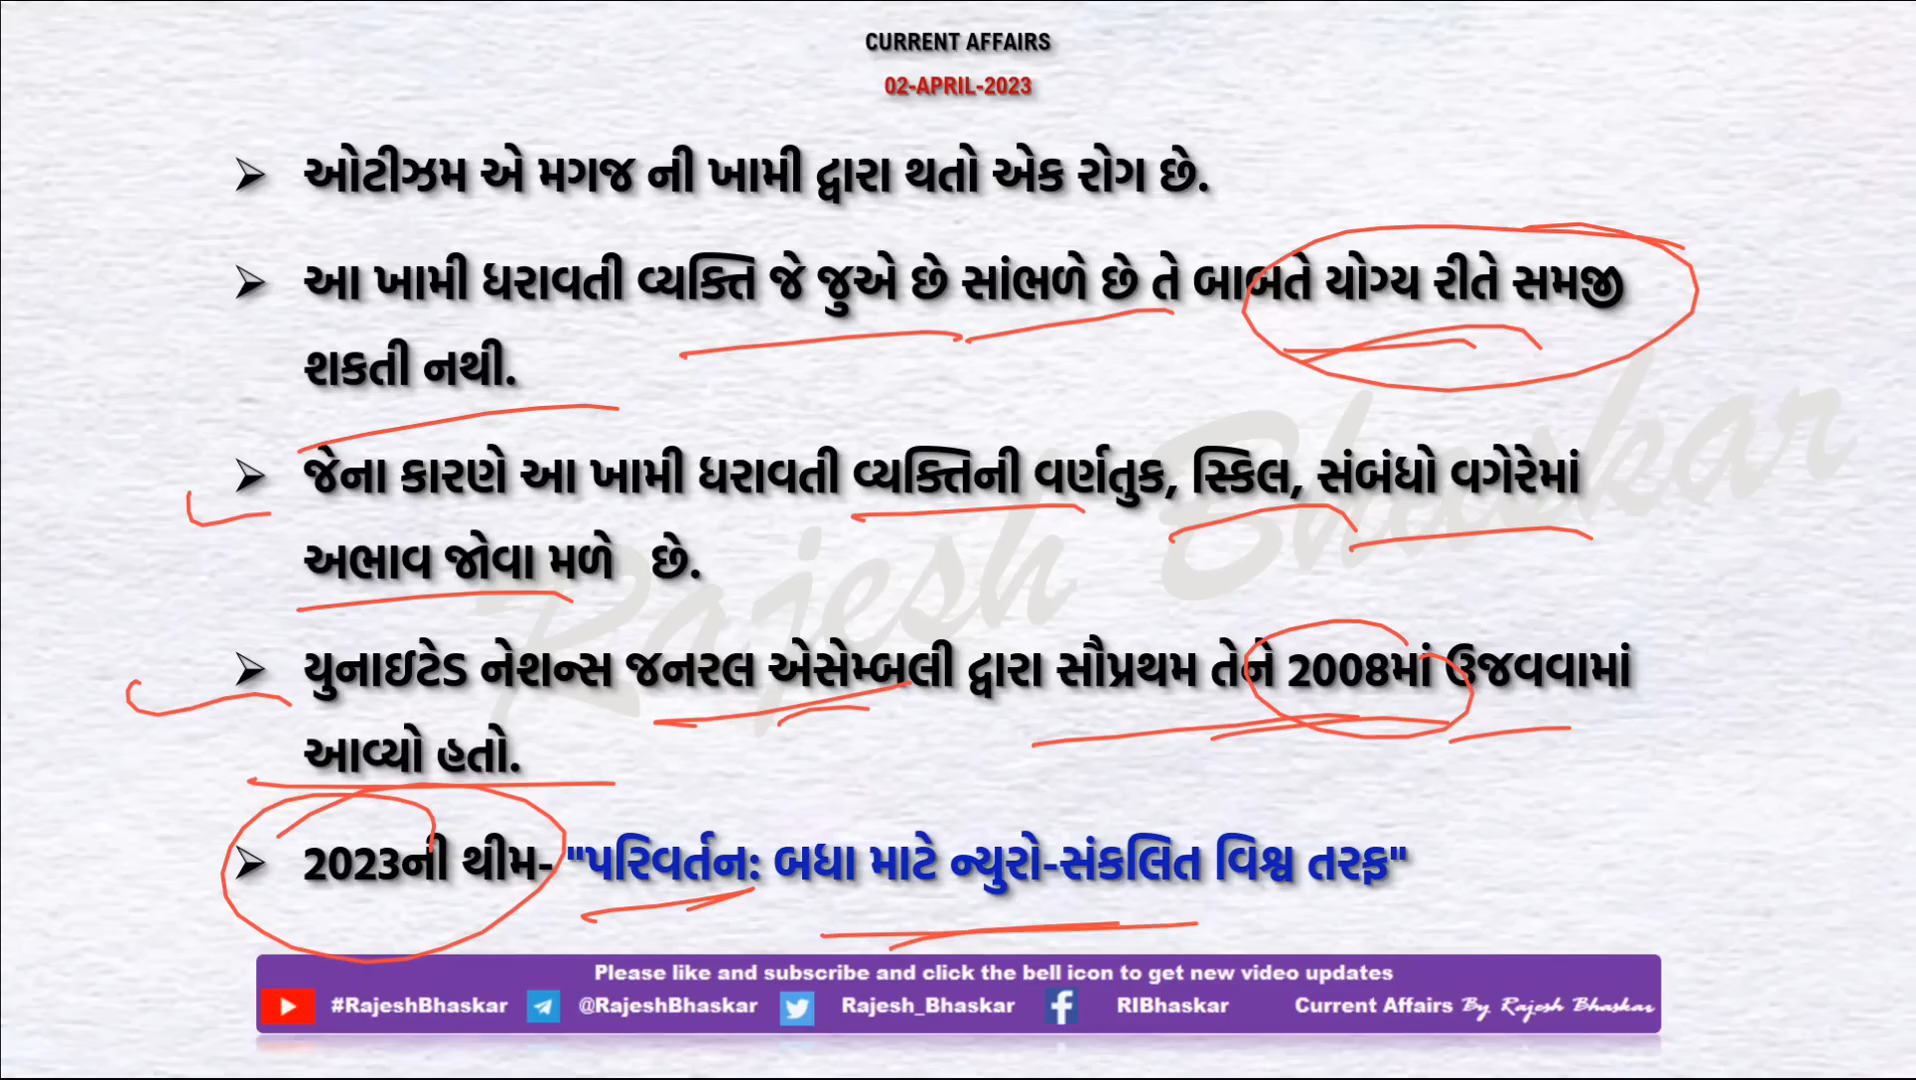 CURRENT AFFAIRS
02-APRIL-2023
ઓટીઝમ એ મગજ ની ખામી દ્વારા થતો એક રોગ છે.
આ ખામી ધરાવતી વ્યક્તિ જે જુએ છે સાંભળે છે તે બાબતે યોગ્ય રીતે સમજી
શકતી નથી.
જેના કારણે આ ખામી ધરાવતી વ્યક્તિની વર્ણતુક, સ્કિલ, સંબંધો વગેરેમાં
અભાવ જોવા મળે છે.
યુનાઇટેડ નેશન્સ જનરલ એસેમ્બલી દ્વારા સૌપ્રથમ તેને 2008માં ઉજવવામાં
આવ્યો હતો.
2023ની થીમ- "પરિવર્તન: બધા માટે ન્યુરો-સંકલિત વિશ્વ તરફ"
Rajesh Bhaskar
Please like and subscribe and click the bell icon to get new video updates
#RajeshBhaskar @RajeshBhaskar Rajesh_Bhaskar RIBhaskar Current Affairs By Rajesh Bhaskar